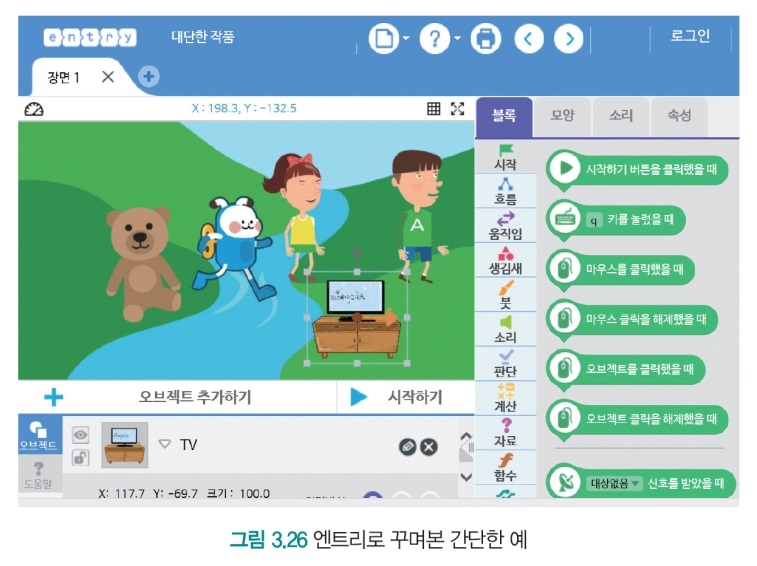 entry 대단한 작품 로그인
장면 1
X : 198.3, Y : -132.5
블록 모양 소리 속성
시작
흐름
움직임
생김새
붓
소리
판단
계산
자료
함수
시작하기 버튼을 클릭했을 때
q 키를 눌렀을 때
마우스를 클릭했을 때
마우스 클릭을 해제했을 때
오브젝트를 클릭했을 때
오브젝트 클릭을 해제했을 때
대상없음 신호를 받았을 때
A
오브젝트 추가하기 시작하기
오브젝트
도움말
TV
X: 117.7 Y: -69.7 크기 : 100.0
그림 3.26 엔트리로 꾸며본 간단한 예